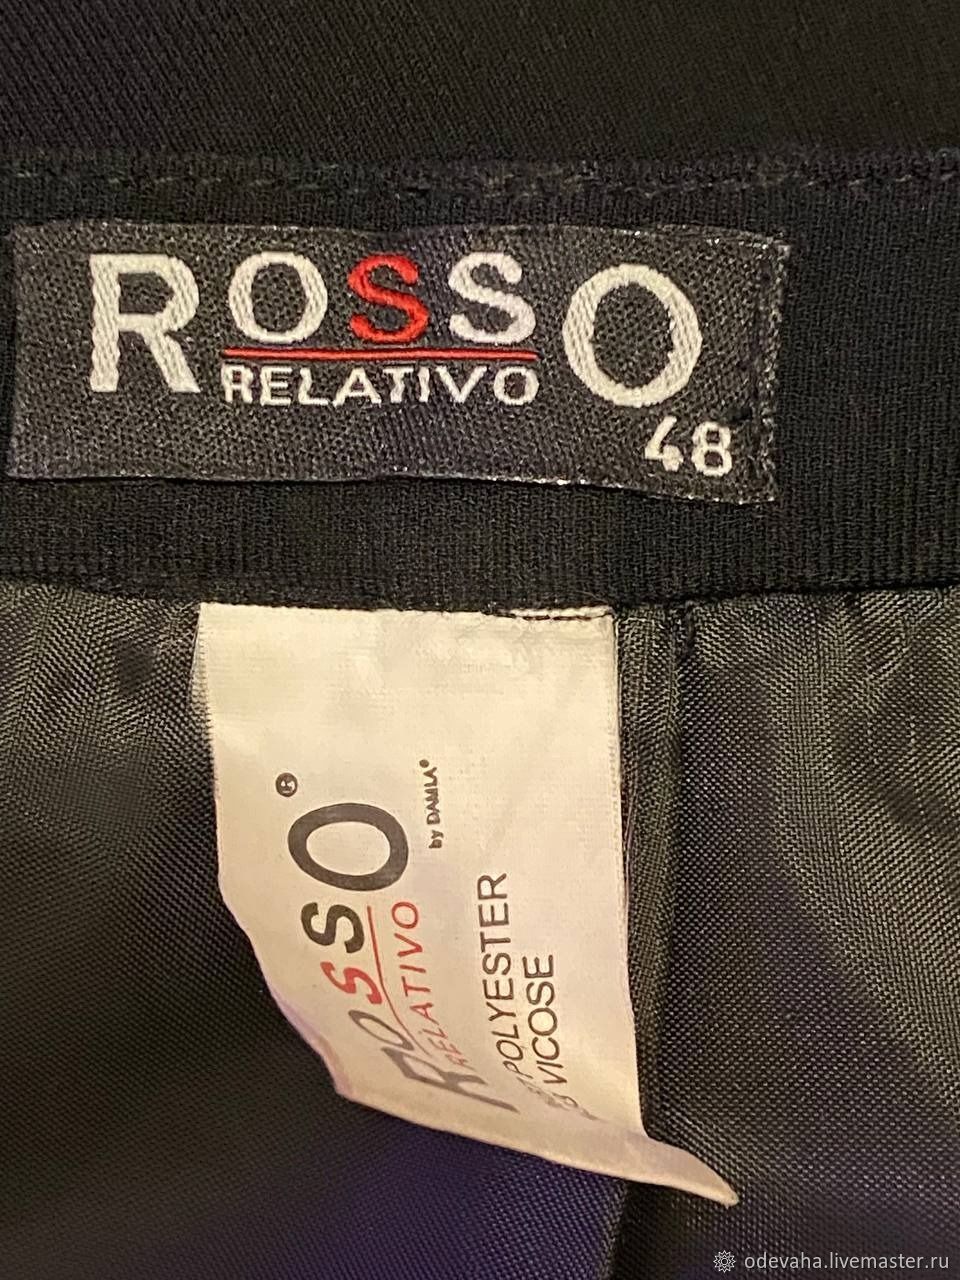 ROSSO
RELATIVO
48
ROSSO®
RELATIVO
by DAMLA®
POLYESTER
VICOSE
odevaha.livemaster.ru